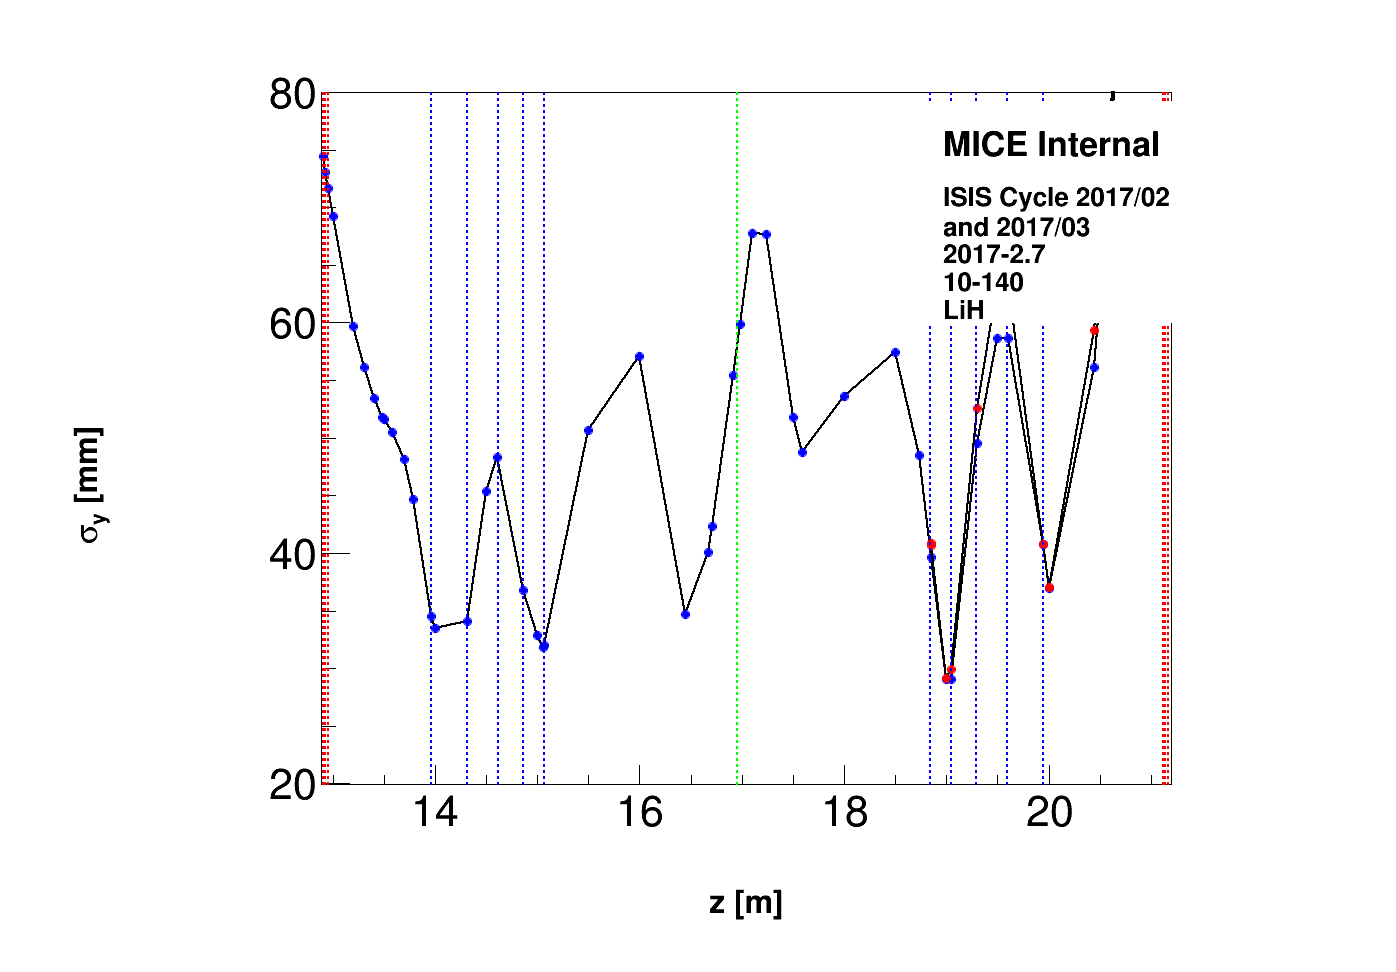 80
60
40
20
14 16 18 20
σy [mm]
z [m]
MICE Internal
ISIS Cycle 2017/02
and 2017/03
2017-2.7
10-140
LiH